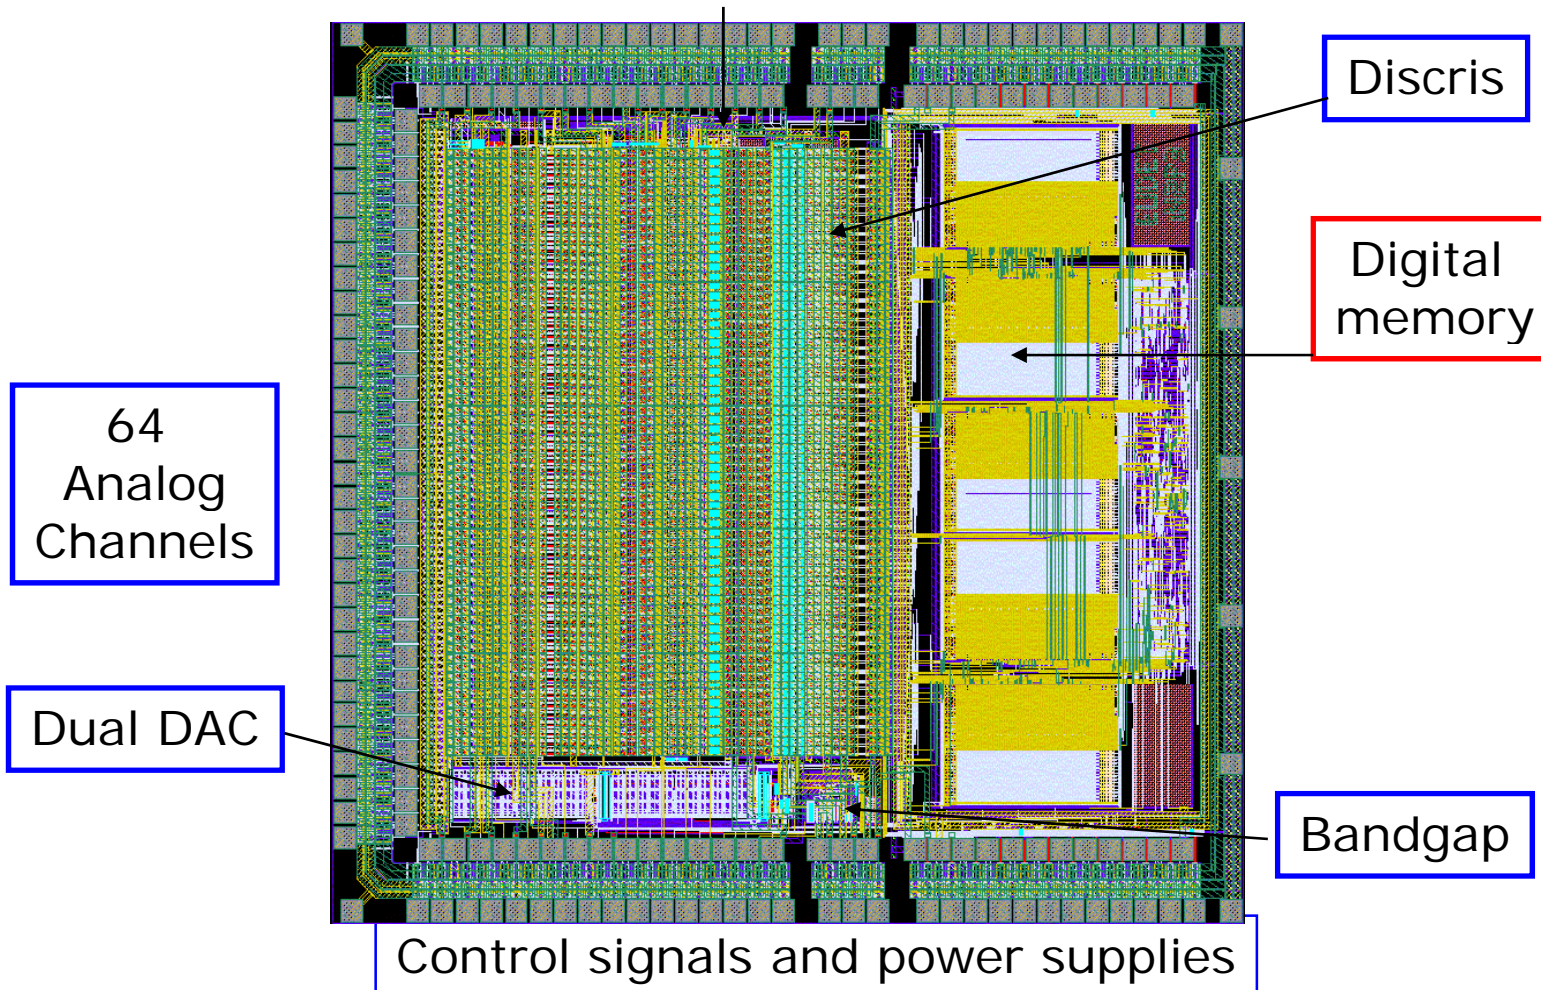 Discris
Digital
memory
64
Analog
Channels
Dual DAC
Bandgap
Control signals and power supplies